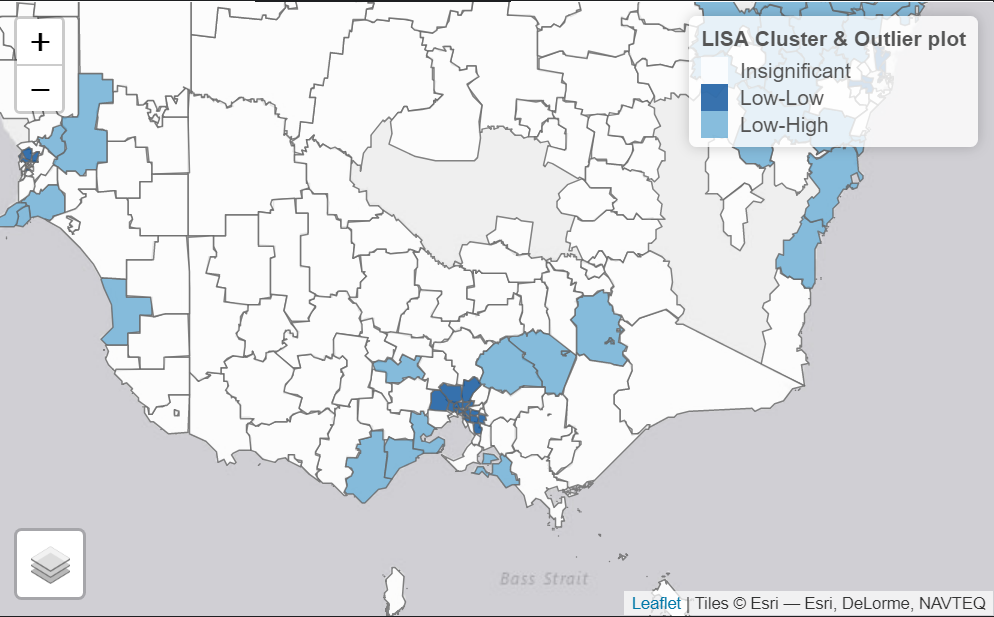 +
−
LISA Cluster & Outlier plot
Insignificant
Low-Low
Low-High
Bass Strait
Leaflet | Tiles © Esri — Esri, DeLorme, NAVTEQ